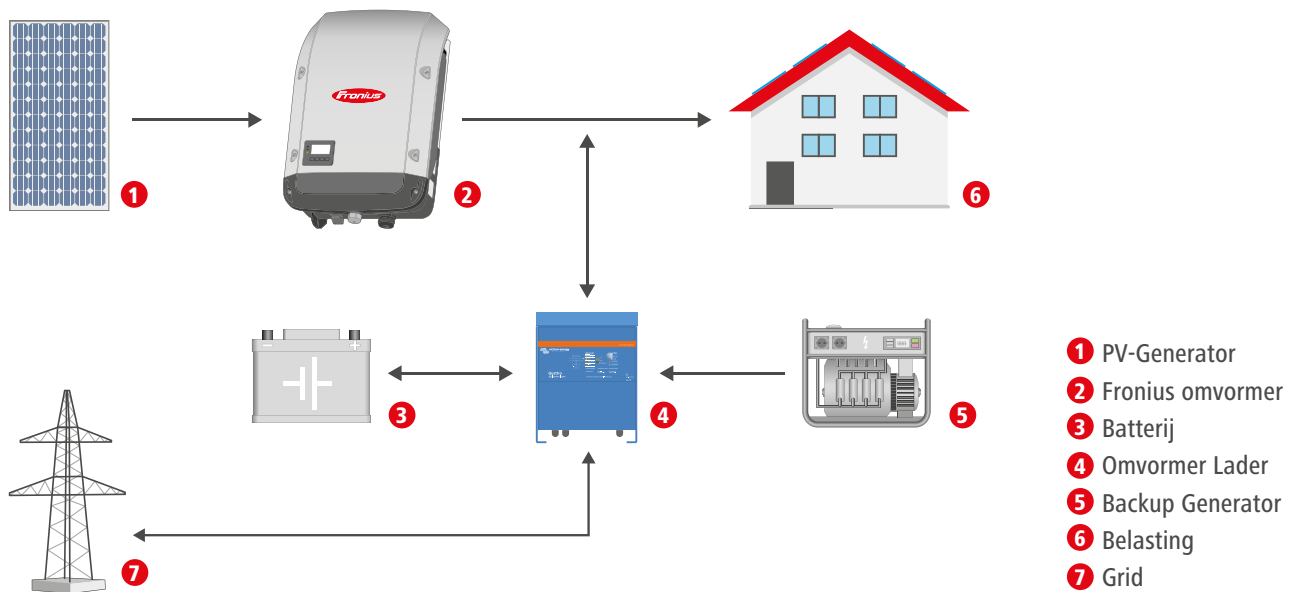 Fronius
1
2
6
3
4
5
7
1 PV-Generator
2 Fronius omvormer
3 Batterij
4 Omvormer Lader
5 Backup Generator
6 Belasting
7 Grid